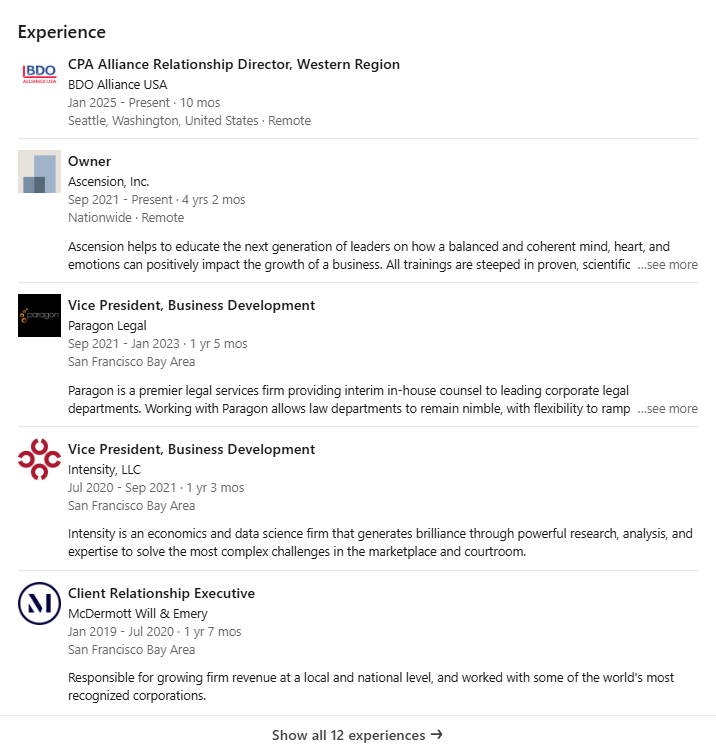 Experience
BDO
ALLIANCE USA
CPA Alliance Relationship Director, Western Region
BDO Alliance USA
Jan 2025 - Present · 10 mos
Seattle, Washington, United States · Remote
Owner
Ascension, Inc.
Sep 2021 - Present · 4 yrs 2 mos
Nationwide · Remote
Ascension helps to educate the next generation of leaders on how a balanced and coherent mind, heart, and
emotions can positively impact the growth of a business. All trainings are steeped in proven, scientific ...see more
paragon
Vice President, Business Development
Paragon Legal
Sep 2021 - Jan 2023 · 1 yr 5 mos
San Francisco Bay Area
Paragon is a premier legal services firm providing interim in-house counsel to leading corporate legal
departments. Working with Paragon allows law departments to remain nimble, with flexibility to ramp ...see more
Vice President, Business Development
Intensity, LLC
Jul 2020 - Sep 2021 · 1 yr 3 mos
San Francisco Bay Area
Intensity is an economics and data science firm that generates brilliance through powerful research, analysis, and
expertise to solve the most complex challenges in the marketplace and courtroom.
M
Client Relationship Executive
McDermott Will & Emery
Jan 2019 - Jul 2020 · 1 yr 7 mos
San Francisco Bay Area
Responsible for growing firm revenue at a local and national level, and worked with some of the world's most
recognized corporations.
Show all 12 experiences →